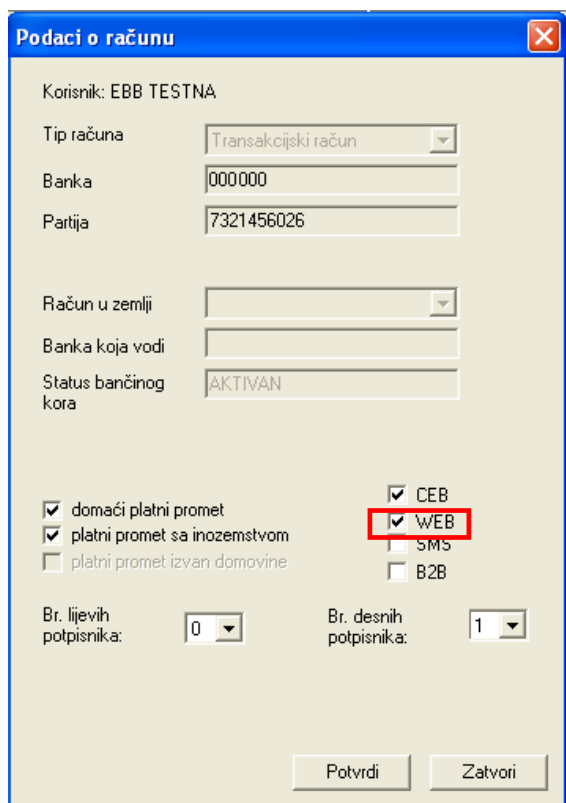 Podaci o računu
Korisnik: EBB TESTNA
Tip računa Transakcijski račun
Banka 000000
Partija 7321456026
Račun u zemlji
Banka koja vodi
Status bančinog AKTIVAN
kora
domaći platni promet
platni promet sa inozemstvom
platni promet izvan domovine
CEB
WEB
SMS
B2B
Br. lijevih
potpisnika: 0
Br. desnih
potpisnika: 1
Potvrdi Zatvori